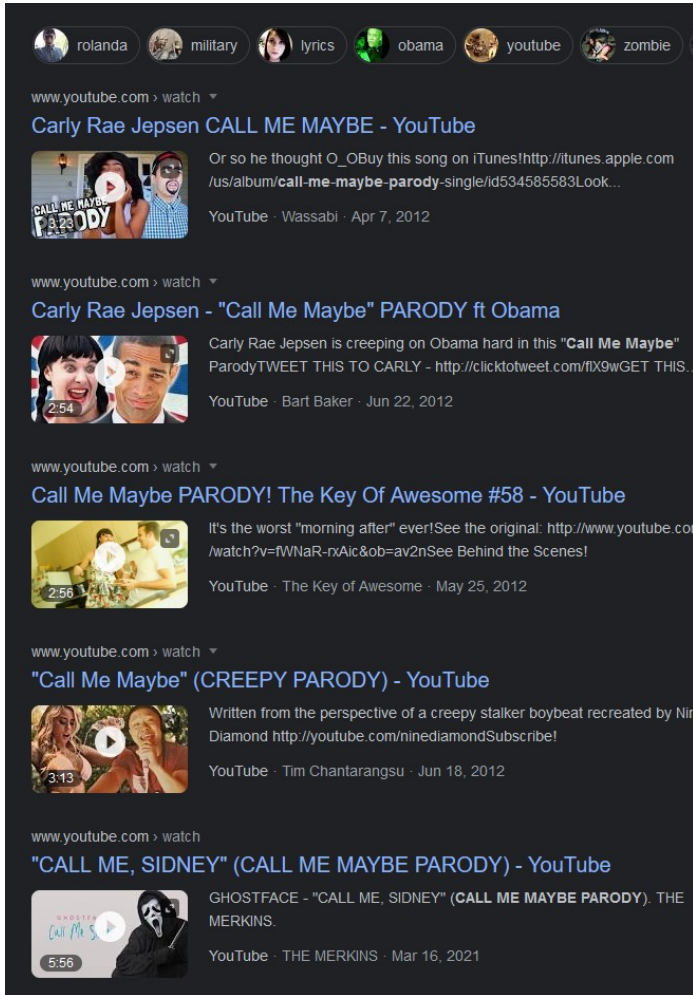 rolanda military lyrics obama youtube zombie
www.youtube.com › watch
Carly Rae Jepsen CALL ME MAYBE - YouTube
CALL ME MAYBE
PARODY
3:23
Or so he thought O_OBuy this song on iTunes!http://itunes.apple.com
/us/album/call-me-maybe-parody-single/id534585583Look...
YouTube · Wassabi · Apr 7, 2012
www.youtube.com › watch
Carly Rae Jepsen - "Call Me Maybe" PARODY ft Obama
2:54
Carly Rae Jepsen is creeping on Obama hard in this "Call Me Maybe"
ParodyTWEET THIS TO CARLY - http://clicktotweet.com/flX9wGET THIS..
YouTube · Bart Baker · Jun 22, 2012
www.youtube.com › watch
Call Me Maybe PARODY! The Key Of Awesome #58 - YouTube
2:56
It's the worst "morning after" ever!See the original: http://www.youtube.com
/watch?v=fWNaR-rxAic&ob=av2nSee Behind the Scenes!
YouTube · The Key of Awesome · May 25, 2012
www.youtube.com › watch
"Call Me Maybe" (CREEPY PARODY) - YouTube
3:13
Written from the perspective of a creepy stalker boybeat recreated by Nin
Diamond http://youtube.com/ninediamondSubscribe!
YouTube · Tim Chantarangsu · Jun 18, 2012
www.youtube.com › watch
"CALL ME, SIDNEY" (CALL ME MAYBE PARODY) - YouTube
GHOSTFACE
Call Me S
5:56
GHOSTFACE - "CALL ME, SIDNEY" (CALL ME MAYBE PARODY). THE
MERKINS.
YouTube · THE MERKINS · Mar 16, 2021